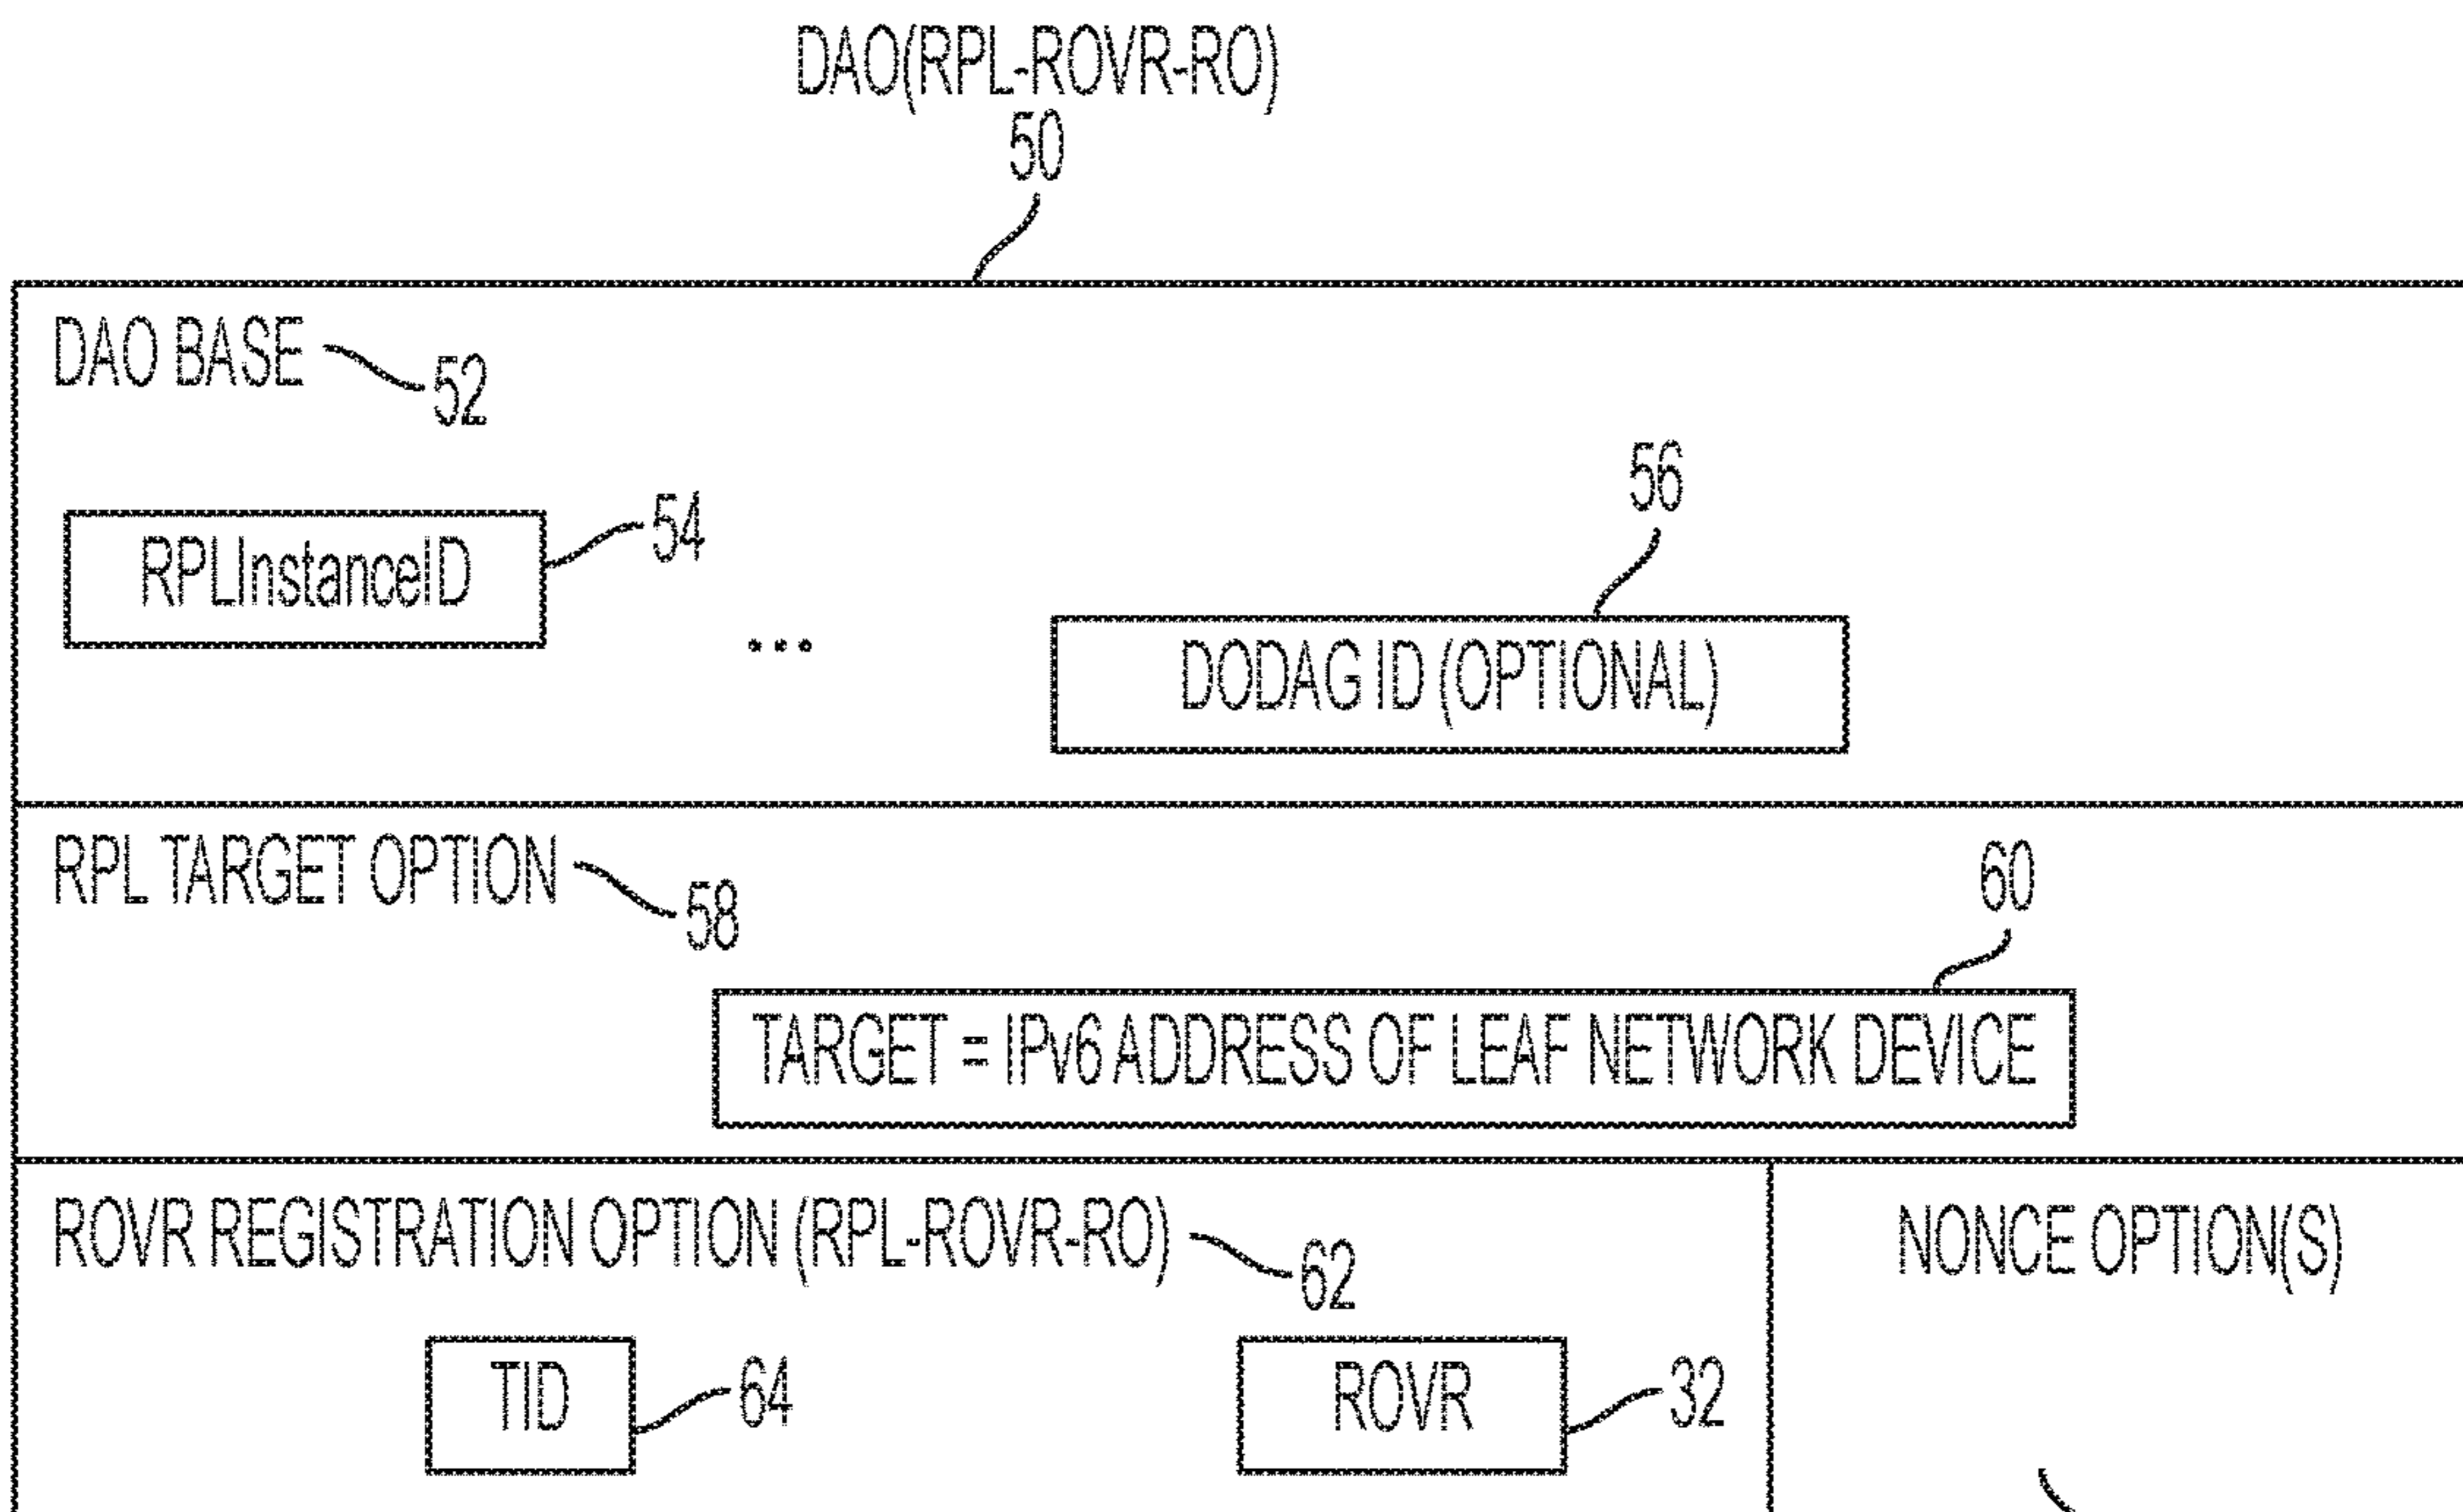 DAO(RPL-ROVR-RO)
50
DAO BASE 52
56
RPLInstanceID 54
...
DODAG ID (OPTIONAL)
RPL TARGET OPTION 58
60
TARGET = IPv6 ADDRESS OF LEAF NETWORK DEVICE
ROVR REGISTRATION OPTION (RPL-ROVR-RO) 62
NONCE OPTION(S)
TID 64
ROVR 32